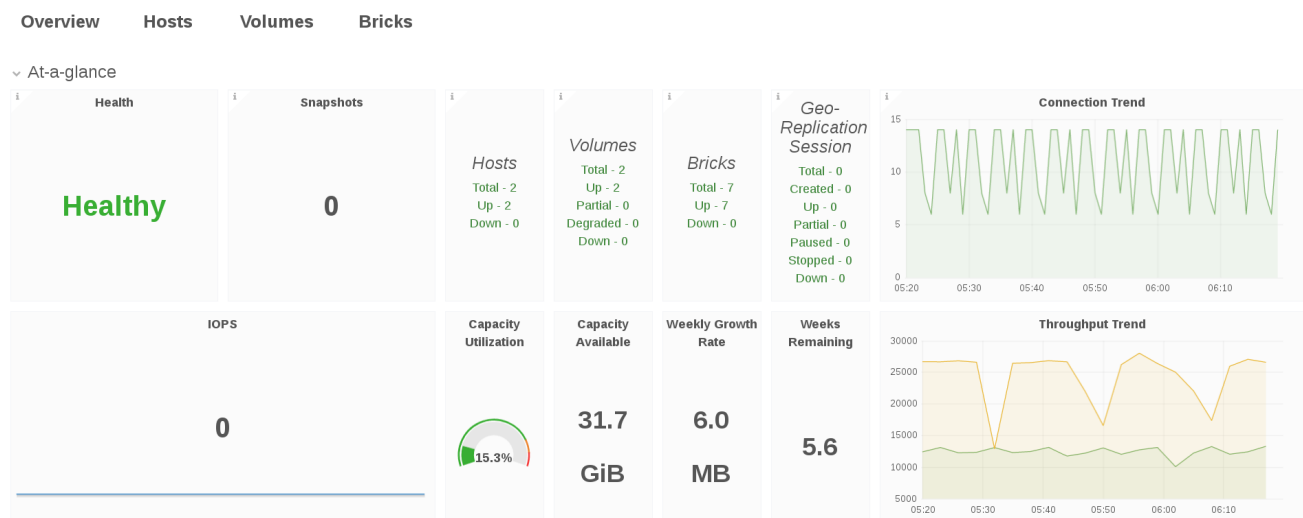 Overview Hosts Volumes Bricks
At-a-glance
Health
Healthy
Snapshots
0
Hosts
Total - 2
Up - 2
Down - 0
Volumes
Total - 2
Up - 2
Partial - 0
Degraded - 0
Down - 0
Bricks
Total - 7
Up - 7
Down - 0
Geo-
Replication
Session
Total - 0
Created - 0
Up - 0
Partial - 0
Paused - 0
Stopped - 0
Down - 0
Connection Trend
15
10
5
0
05:20 05:30 05:40 05:50 06:00 06:10
IOPS
0
Capacity
Utilization
15.3%
Capacity
Available
31.7
GiB
Weekly Growth
Rate
6.0
MB
Weeks
Remaining
5.6
Throughput Trend
30000
25000
20000
15000
10000
5000
05:20 05:30 05:40 05:50 06:00 06:10